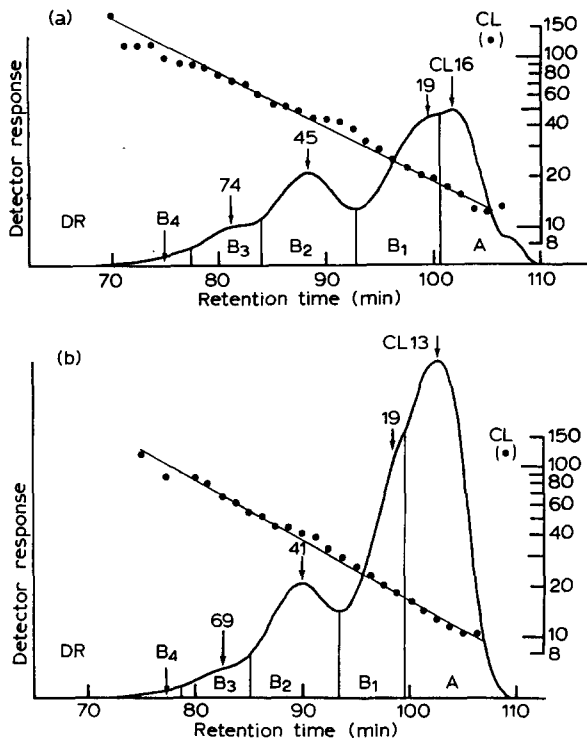 (a)
CL
(●)
150
100
80
60
40
20
10
8
CL16
19
45
74
Detector response
DR
B₄
B₃
B₂
B₁
A
70
80
90
100
110
Retention time (min)
(b)
CL13
19
CL
(●)
150
100
80
60
40
20
10
8
41
69
Detector response
DR
B₄
B₃
B₂
B₁
A
70
80
90
100
110
Retention time (min)